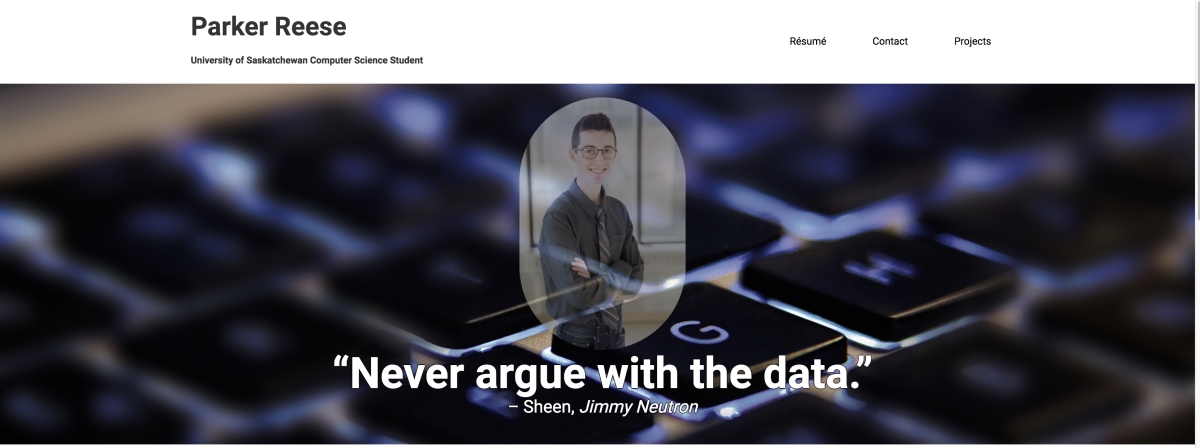 Parker Reese
University of Saskatchewan Computer Science Student
Résumé
Contact
Projects
G
H
“Never argue with the data.”
– Sheen, Jimmy Neutron